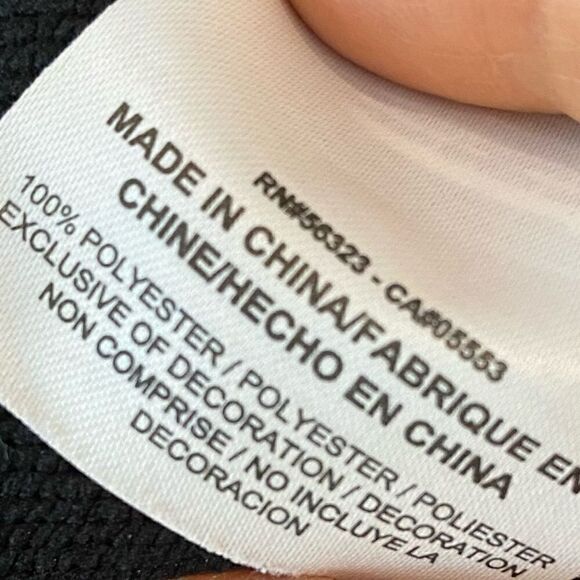 RN#56323 - CA#05553
MADE IN CHINA/FABRIQUE EN
CHINE/HECHO EN CHINA
100% POLYESTER / POLYESTER / POLIESTER
EXCLUSIVE OF DECORATION / DECORATION
NON COMPRISE / NO INCLUYE LA
DECORACION